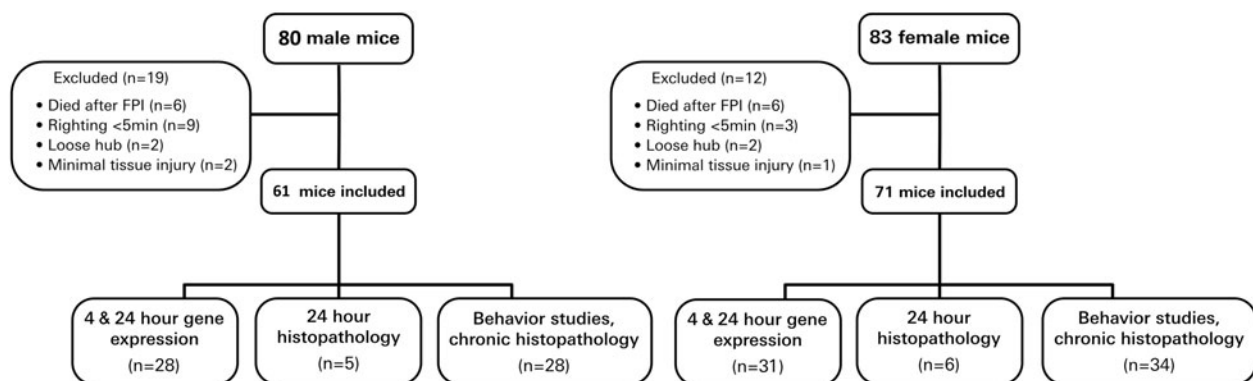 80 male mice
Excluded (n=19)
• Died after FPI (n=6)
• Righting <5min (n=9)
• Loose hub (n=2)
• Minimal tissue injury (n=2)
61 mice included
4 & 24 hour gene
expression
(n=28)
24 hour
histopathology
(n=5)
Behavior studies,
chronic histopathology
(n=28)
83 female mice
Excluded (n=12)
• Died after FPI (n=6)
• Righting <5min (n=3)
• Loose hub (n=2)
• Minimal tissue injury (n=1)
71 mice included
4 & 24 hour gene
expression
(n=31)
24 hour
histopathology
(n=6)
Behavior studies,
chronic histopathology
(n=34)